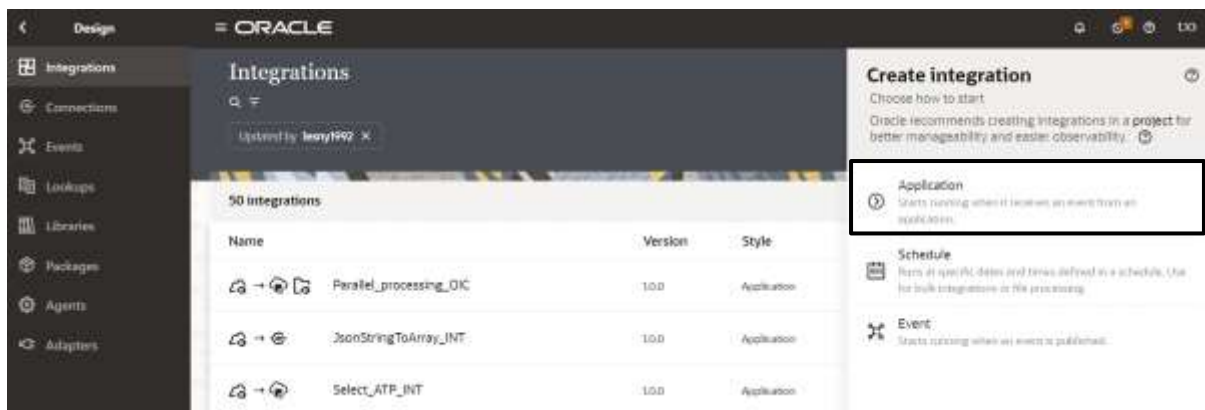 Design
ORACLE
Integrations
Connections
Events
Lookups
Libraries
Packages
Agents
Adapters
Integrations
Updated by leony1992 ×
50 integrations
Name Version Style
Parallel_processing_OIC 1.0.0 Application
JsonStringToArray_INT 1.0.0 Application
Select_ATP_INT 1.0.0 Application
Create integration
Choose how to start
Oracle recommends creating integrations in a project for
better manageability and easier observability.
Application
Starts running when it receives an event from an
application.
Schedule
Runs at specific dates and times defined in a schedule. Use
for bulk integrations or file processing.
Event
Starts running when an event is published.